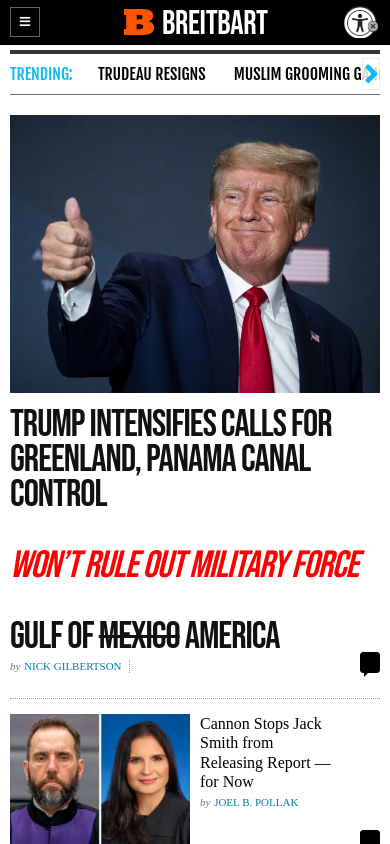 BREITBART
TRENDING:
TRUDEAU RESIGNS
MUSLIM GROOMING G
TRUMP INTENSIFIES CALLS FOR
GREENLAND, PANAMA CANAL
CONTROL
WON'T RULE OUT MILITARY FORCE
GULF OF MEXICO AMERICA
by NICK GILBERTSON
Cannon Stops Jack
Smith from
Releasing Report —
for Now
by JOEL B. POLLAK